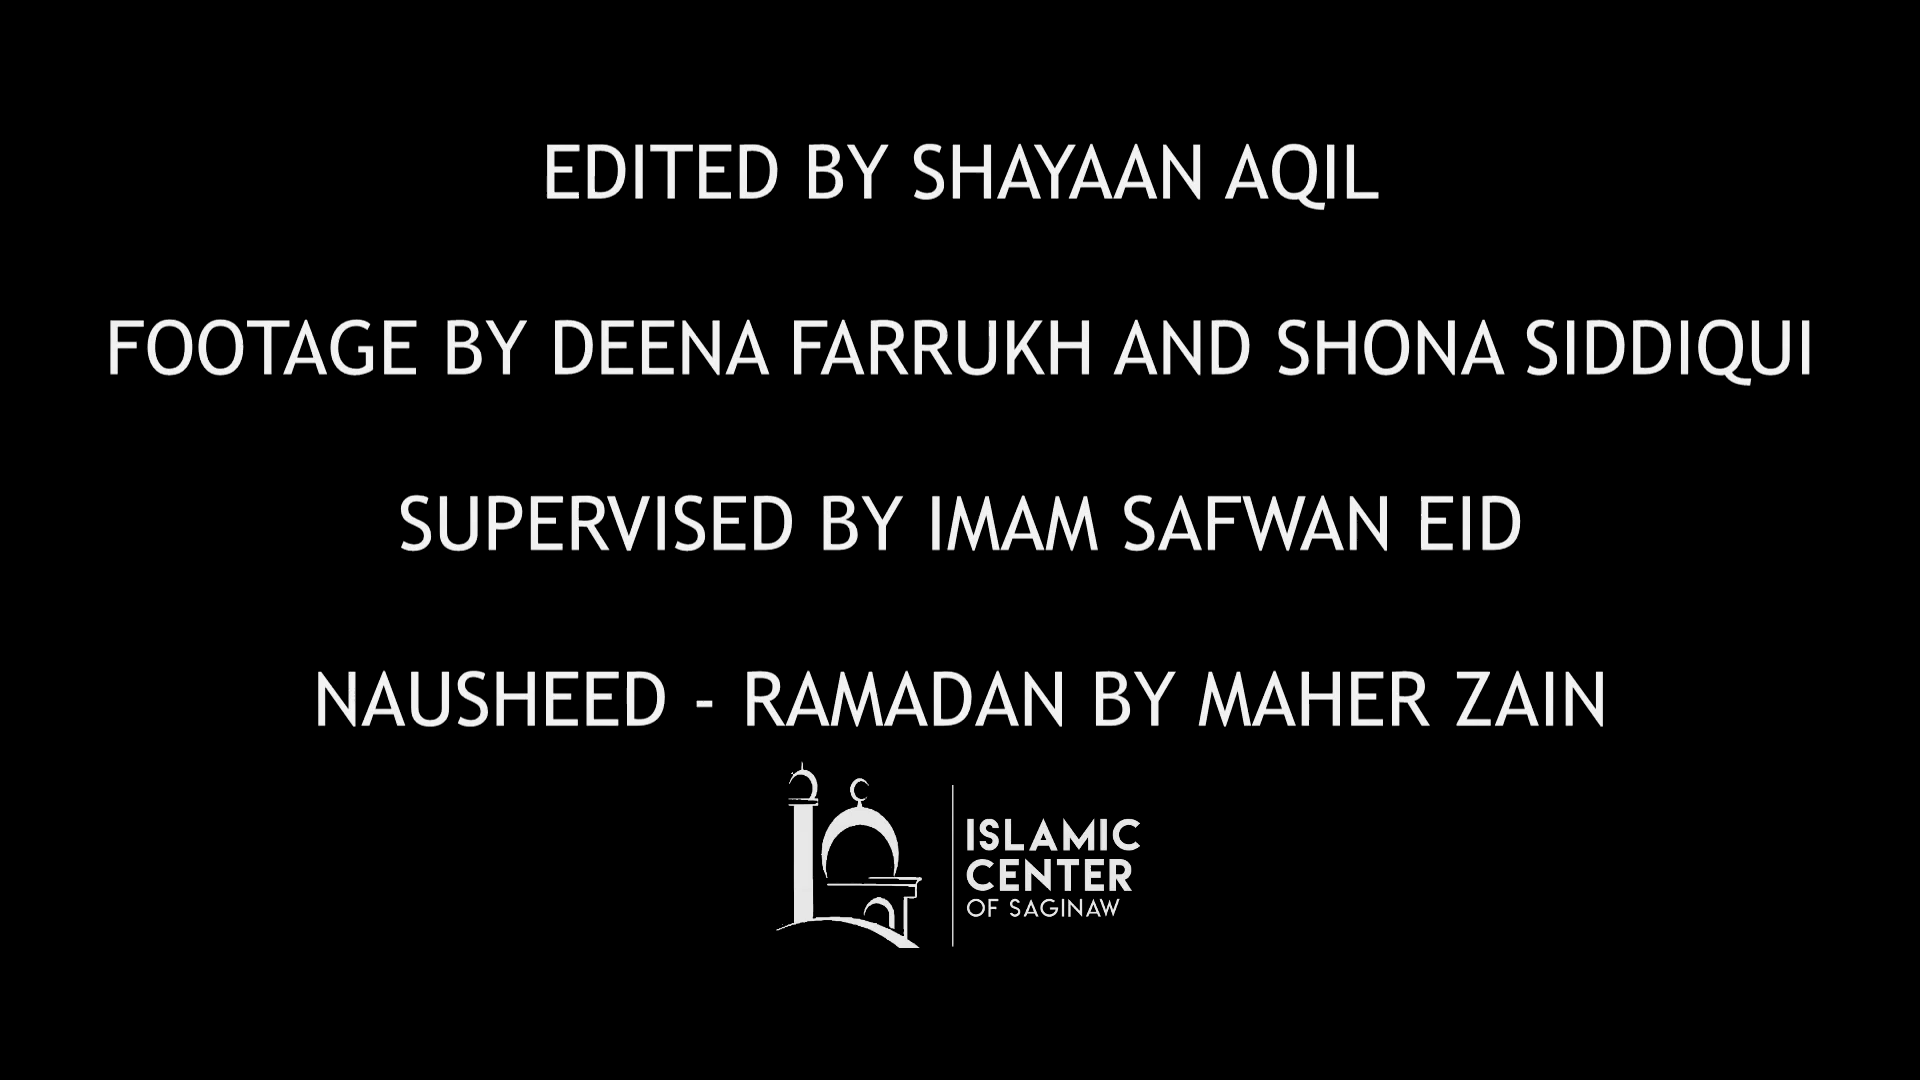 EDITED BY SHAYAAN AQIL
FOOTAGE BY DEENA FARRUKH AND SHONA SIDDIQUI
SUPERVISED BY IMAM SAFWAN EID
NAUSHEED - RAMADAN BY MAHER ZAIN
ISLAMIC
CENTER
OF SAGINAW